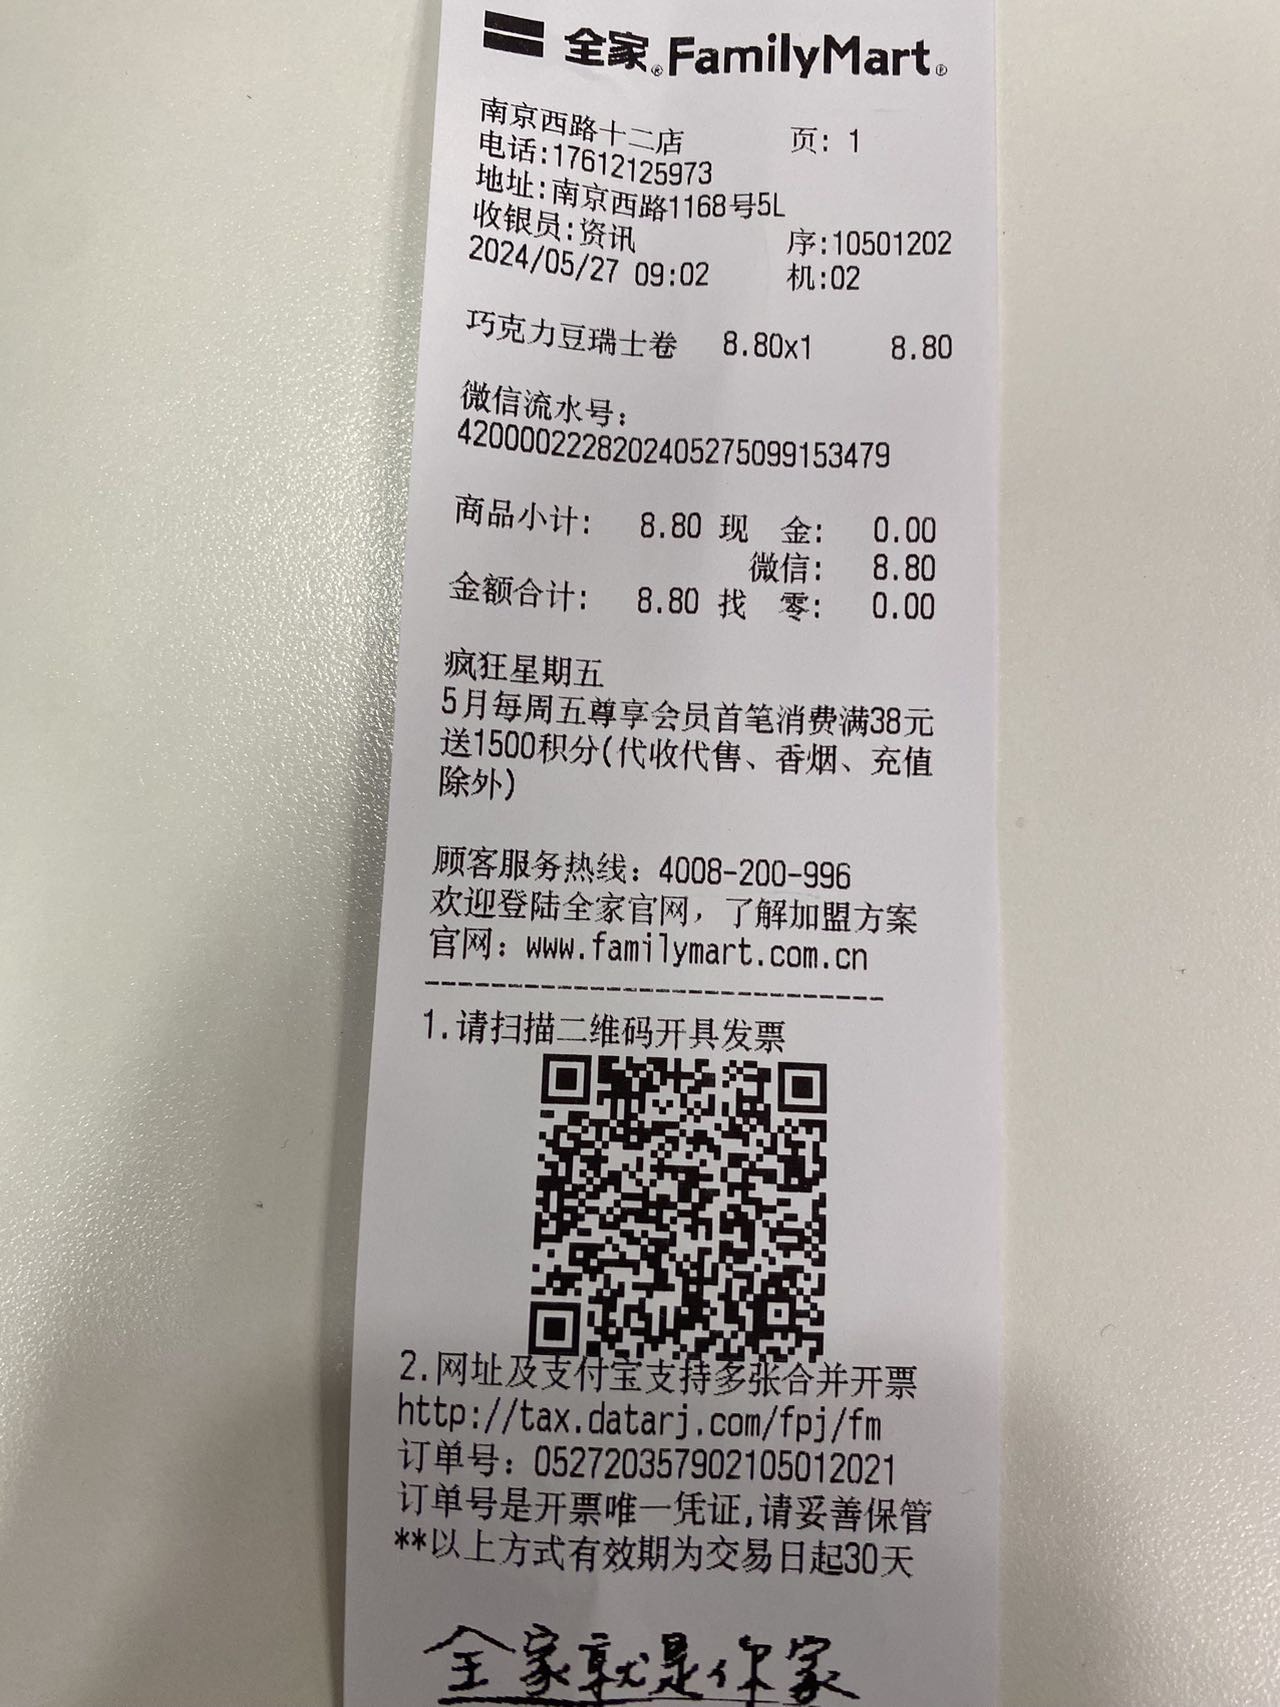 全家®FamilyMart®
南京西路十二店 页: 1
电话:17612125973
地址:南京西路1168号5L
收银员:资讯 序:10501202
2024/05/27 09:02 机:02
巧克力豆瑞士卷 8.80x1 8.80
微信流水号:
4200002228202405275099153479
商品小计: 8.80 现 金: 0.00
微信: 8.80
金额合计: 8.80 找 零: 0.00
疯狂星期五
5月每周五尊享会员首笔消费满38元
送1500积分(代收代售、香烟、充值
除外)
顾客服务热线: 4008-200-996
欢迎登陆全家官网, 了解加盟方案
官网: www.familymart.com.cn
1.请扫描二维码开具发票
2.网址及支付宝支持多张合并开票
http://tax.datarj.com/fpj/fm
订单号: 052720357902105012021
订单号是开票唯一凭证,请妥善保管
**以上方式有效期为交易日起30天
全家就是你家